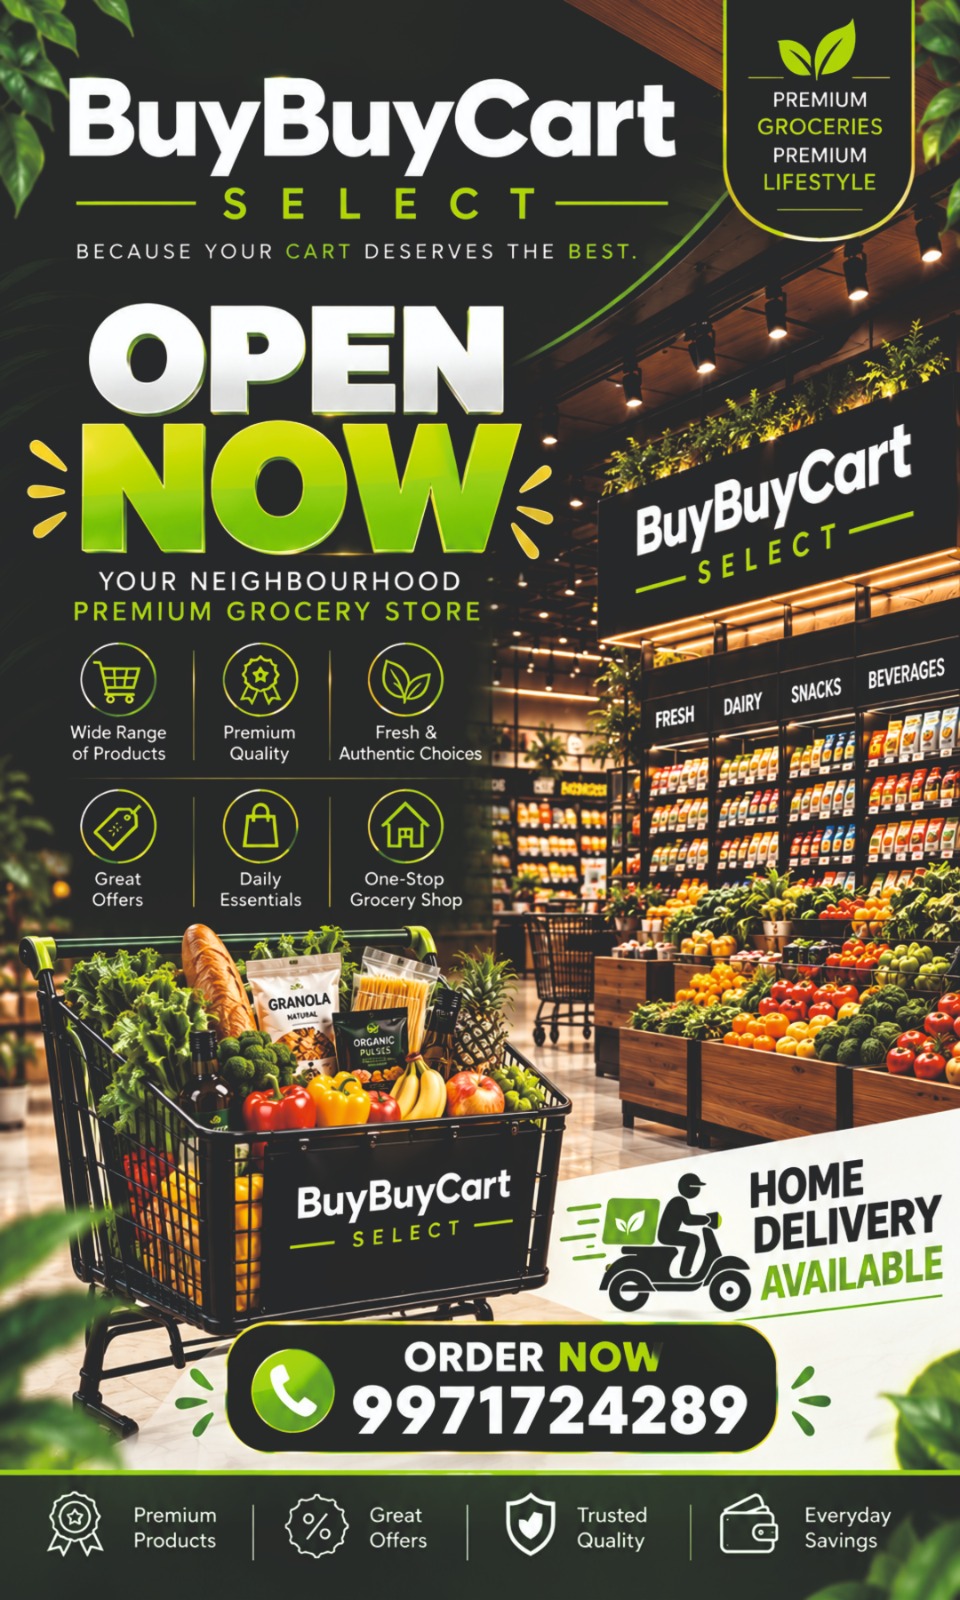 BuyBuyCart
SELECT
BECAUSE YOUR CART DESERVES THE BEST.
PREMIUM
GROCERIES
PREMIUM
LIFESTYLE
OPEN
NOW
YOUR NEIGHBOURHOOD
PREMIUM GROCERY STORE
Wide Range
of Products
Premium
Quality
Fresh &
Authentic Choices
Great
Offers
Daily
Essentials
One-Stop
Grocery Shop
BuyBuyCart
SELECT
FRESH
DAIRY
SNACKS
BEVERAGES
GRANOLA
NATURAL
ORGANIC
PULSES
BuyBuyCart
SELECT
HOME
DELIVERY
AVAILABLE
ORDER NOW
9971724289
Premium
Products
Great
Offers
Trusted
Quality
Everyday
Savings